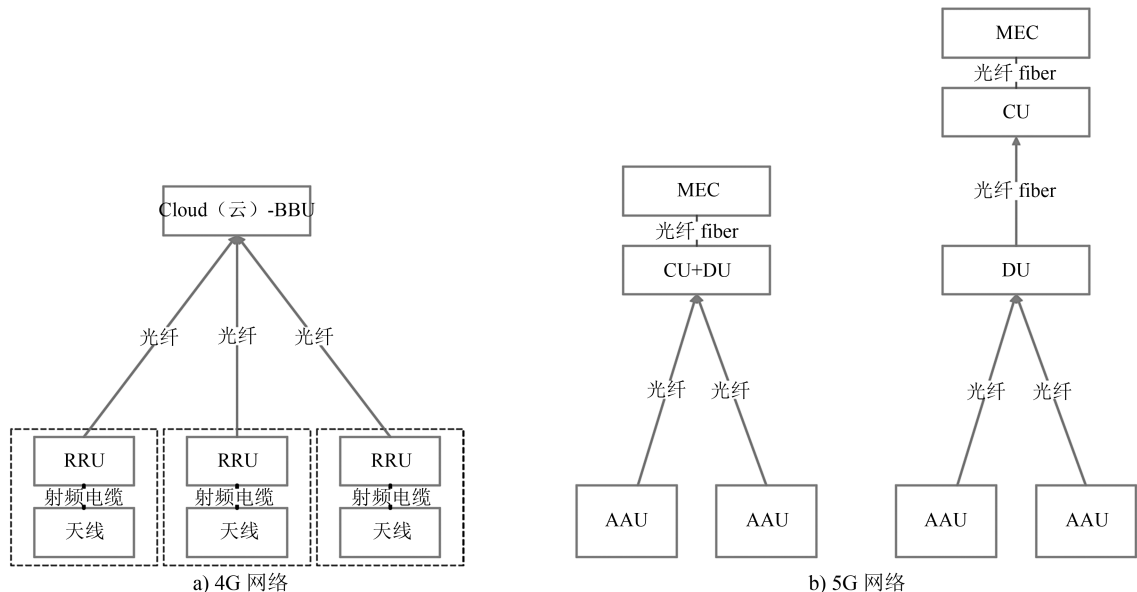 MEC
光纤 fiber
CU
光纤 fiber
DU
光纤
光纤
AAU
AAU
MEC
光纤 fiber
CU+DU
光纤
光纤
AAU
AAU
Cloud（云）-BBU
光纤
光纤
光纤
RRU
射频电缆
天线
RRU
射频电缆
天线
RRU
射频电缆
天线
a) 4G 网络
b) 5G 网络